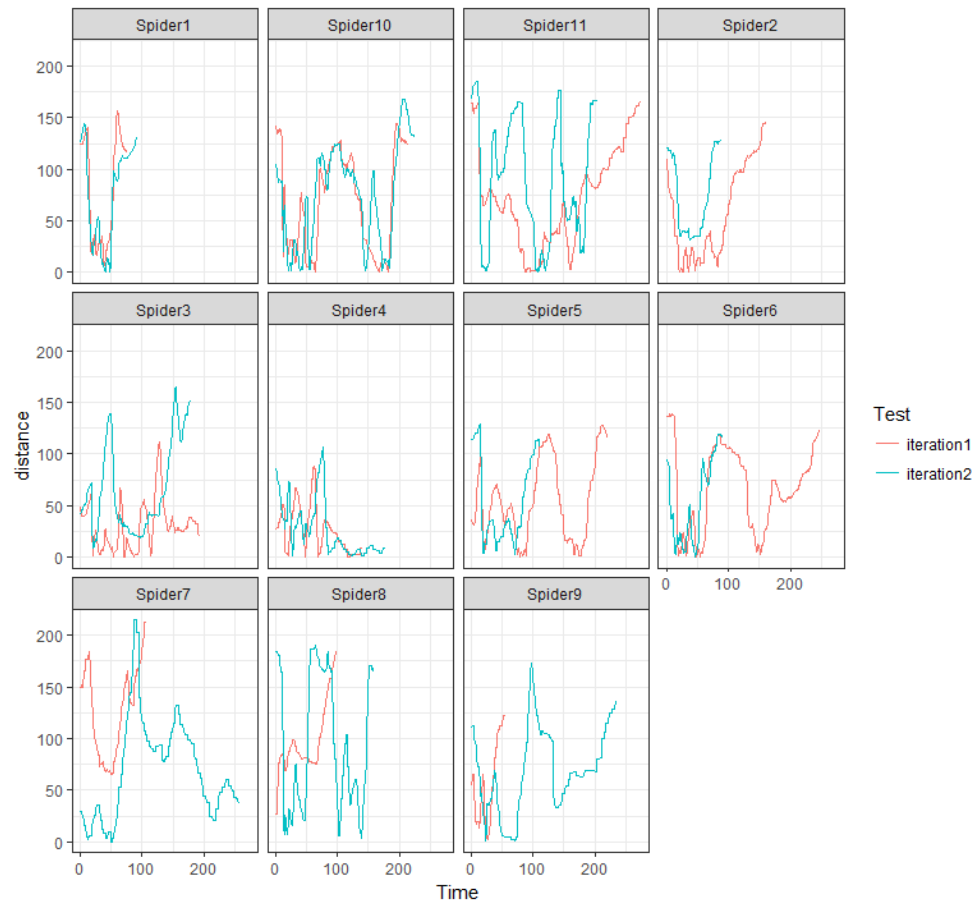 Spider1 Spider10 Spider11 Spider2
200
150
100
50
0
Spider3 Spider4 Spider5 Spider6
200
150
100
50
0
0 100 200
Spider7 Spider8 Spider9
200
150
100
50
0
0 100 200 0 100 200 0 100 200
distance
Time
Test
iteration1
iteration2